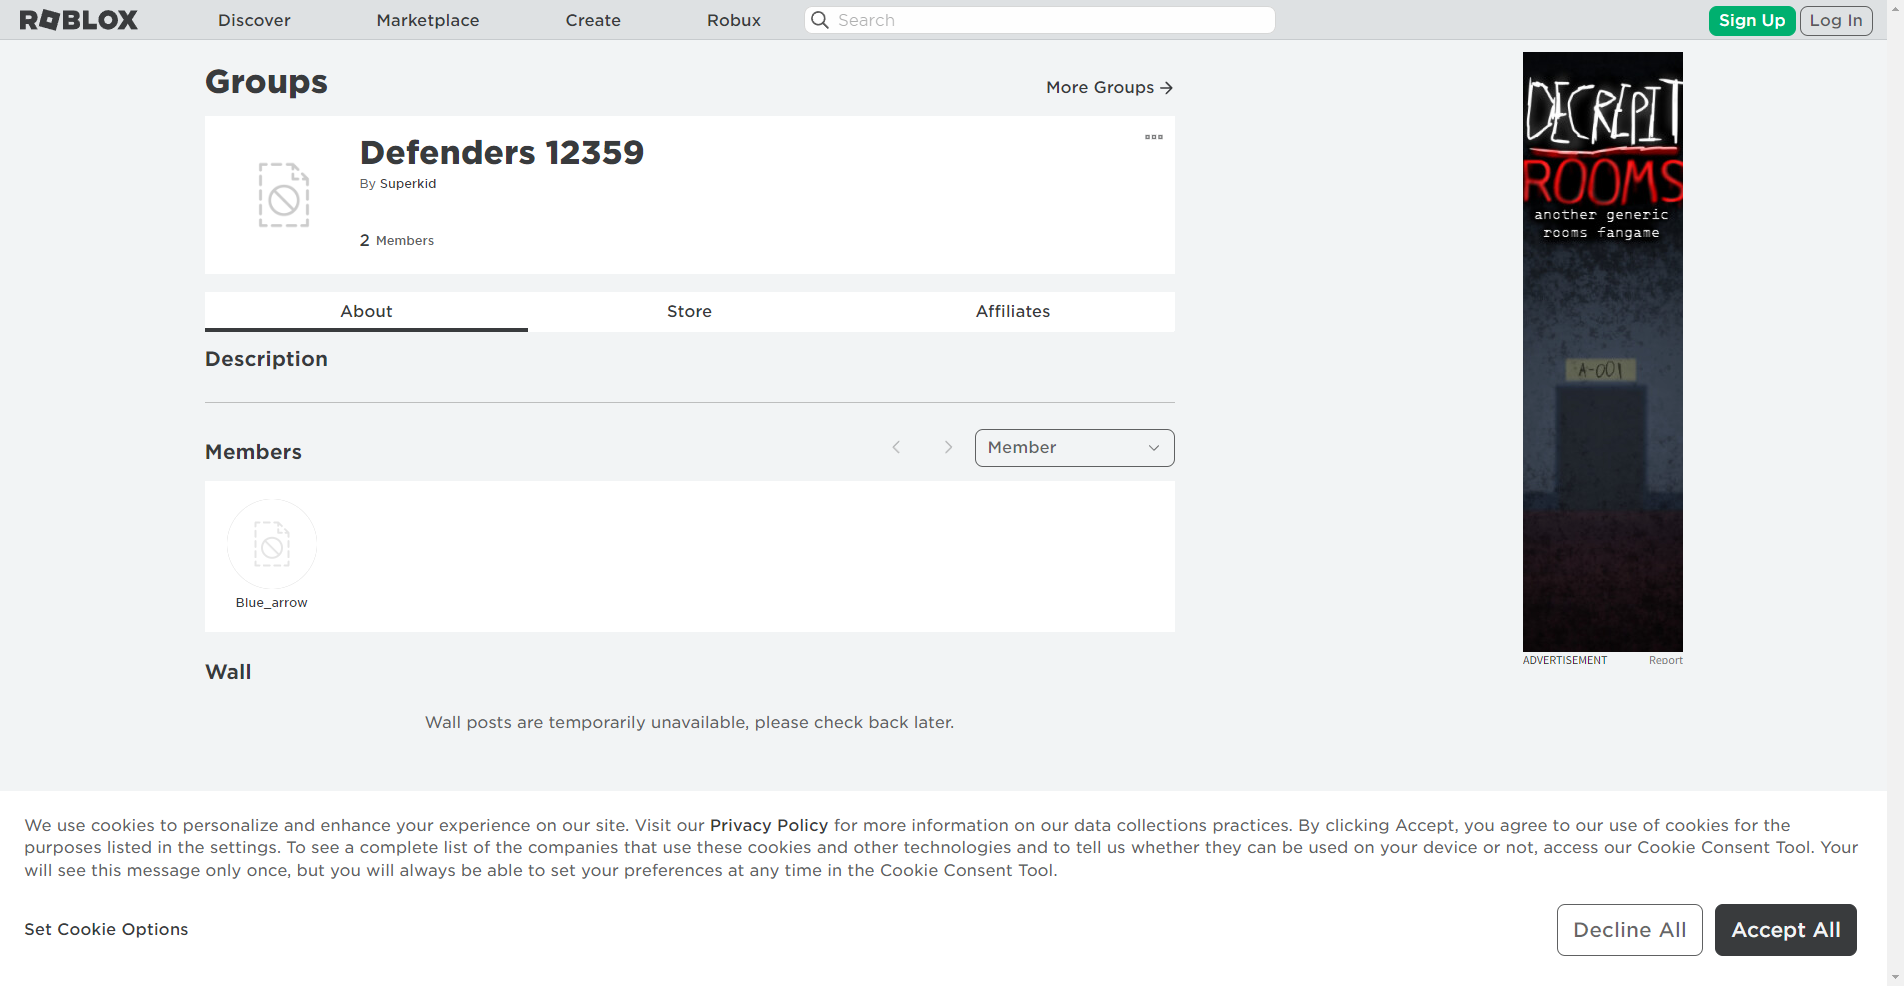 ROBLOX
Discover
Marketplace
Create
Robux
Search
Sign Up
Log In
Groups
More Groups →
Defenders 12359
By Superkid
2 Members
About
Store
Affiliates
Description
Members
Member
Blue_arrow
Wall
Wall posts are temporarily unavailable, please check back later.
DECREPIT
ROOMS
another generic
rooms fangame
A-001
ADVERTISEMENT
Report
We use cookies to personalize and enhance your experience on our site. Visit our Privacy Policy for more information on our data collections practices. By clicking Accept, you agree to our use of cookies for the
purposes listed in the settings. To see a complete list of the companies that use these cookies and other technologies and to tell us whether they can be used on your device or not, access our Cookie Consent Tool. Your
will see this message only once, but you will always be able to set your preferences at any time in the Cookie Consent Tool.
Set Cookie Options
Decline All
Accept All